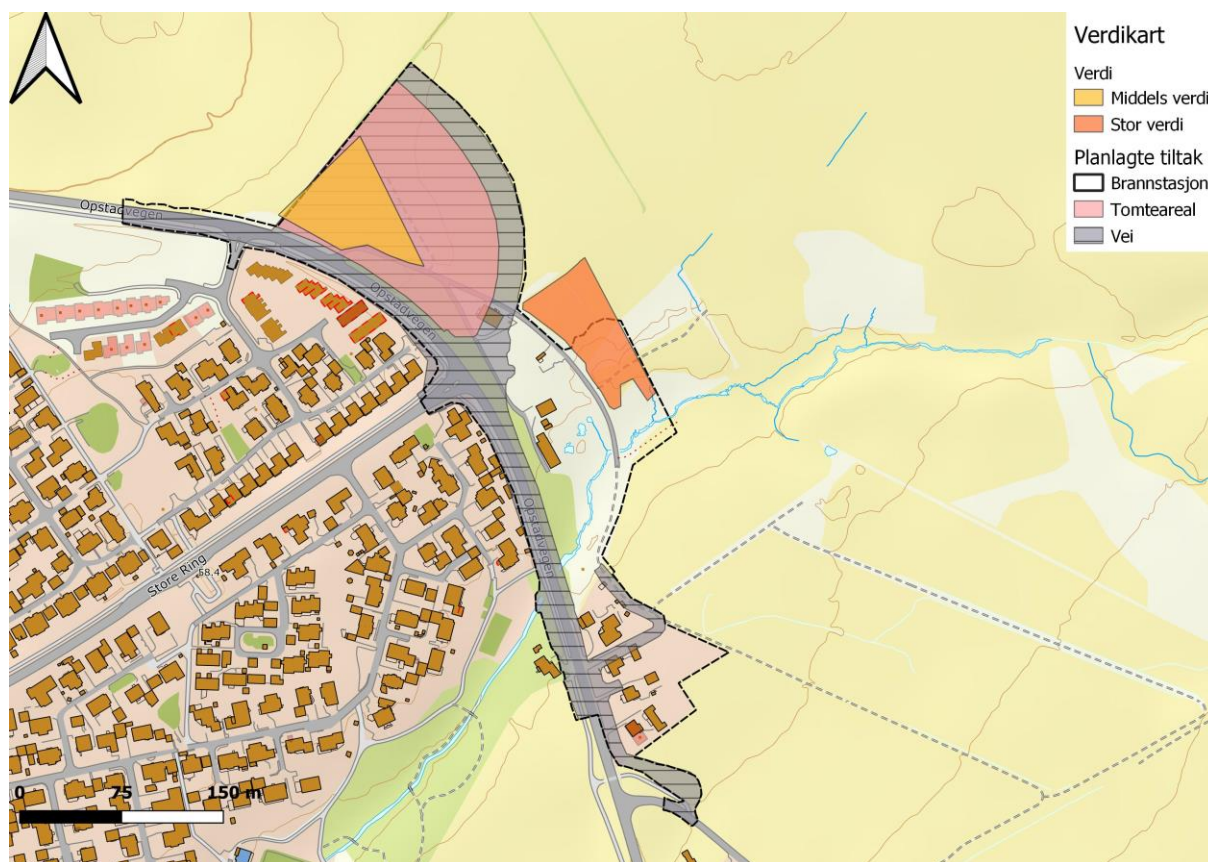 Verdikart
Verdi
Middels verdi
Stor verdi
Planlagte tiltak
Brannstasjon
Tomteareal
Vei
Opstadvegen
Opstadvegen
Opstadvegen
Store Ring
58.4
0 75 150 m